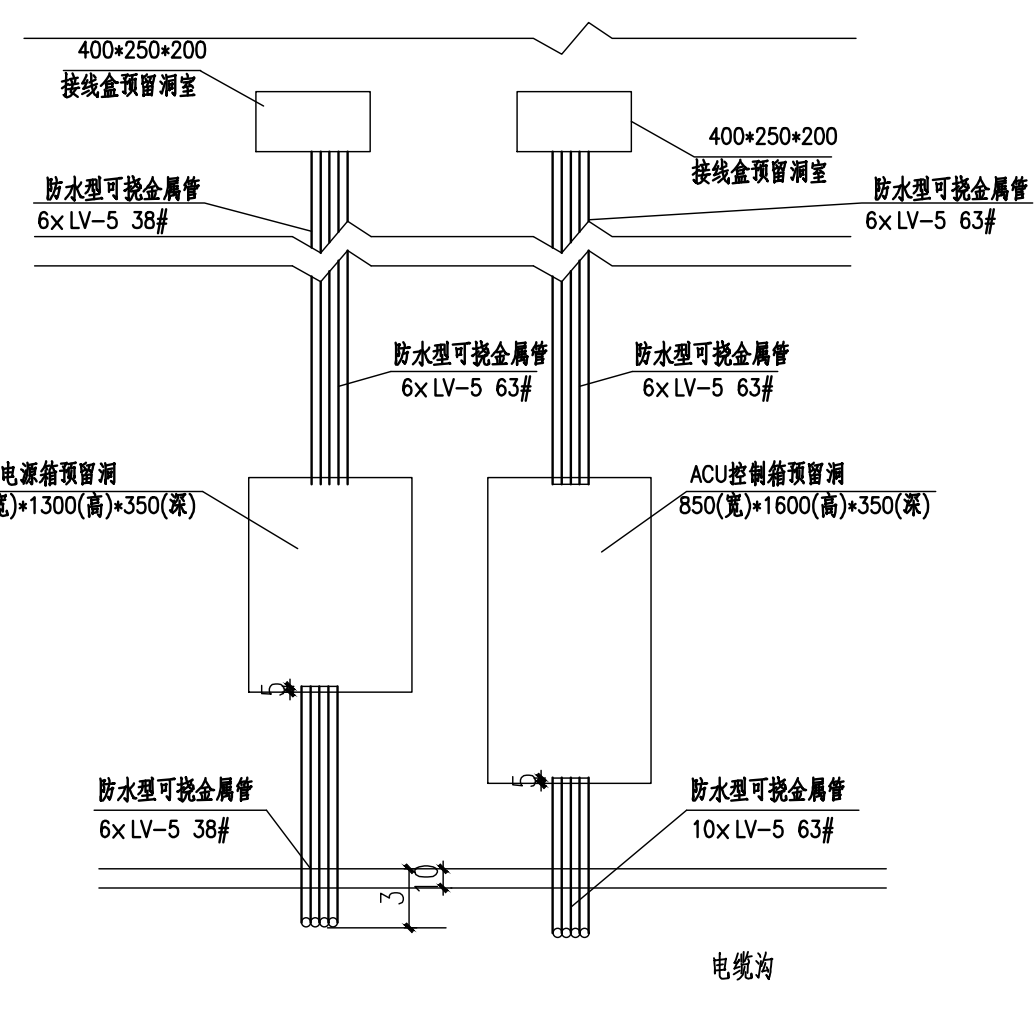 400*250*200
接线盒预留洞室
400*250*200
接线盒预留洞室
防水型可挠金属管
6x LV-5 38#
防水型可挠金属管
6x LV-5 63#
防水型可挠金属管
6x LV-5 63#
防水型可挠金属管
6x LV-5 63#
电源箱预留洞
宽)*1300(高)*350(深)
ACU控制箱预留洞
850(宽)*1600(高)*350(深)
5
5
防水型可挠金属管
6x LV-5 38#
防水型可挠金属管
10x LV-5 63#
10
3
电缆沟